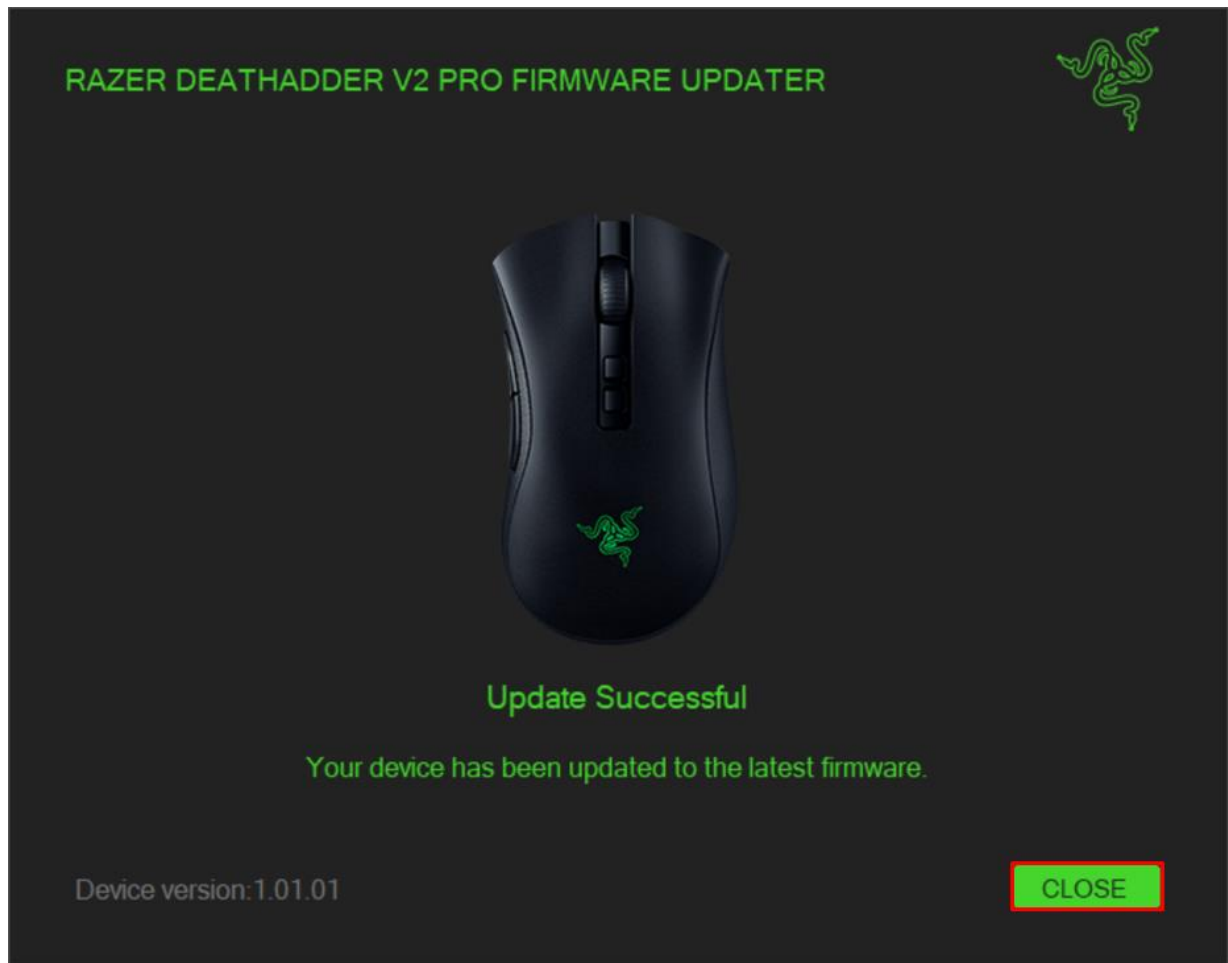 RAZER DEATHADDER V2 PRO FIRMWARE UPDATER
Update Successful
Your device has been updated to the latest firmware.
Device version:1.01.01
CLOSE